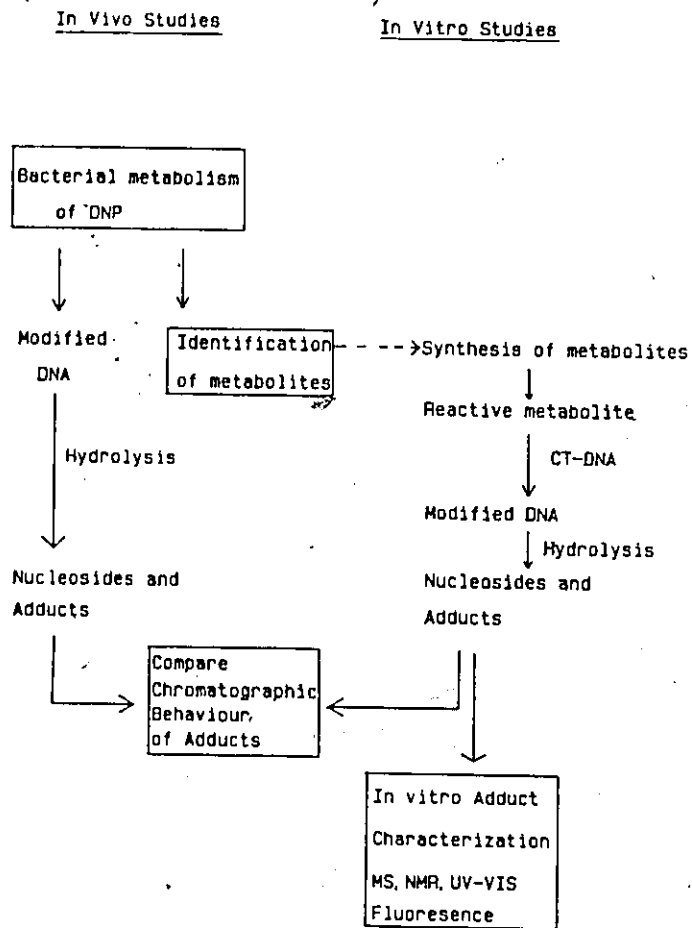 In Vivo Studies
In Vitro Studies
Bacterial metabolism
of DNP
Modified
DNA
Identification
of metabolites
Synthesis of metabolites
Reactive metabolite
Hydrolysis
CT-DNA
Modified DNA
Hydrolysis
Nucleosides and
Adducts
Nucleosides and
Adducts
Compare
Chromatographic
Behaviour
of Adducts
In vitro Adduct
Characterization
MS, NMR, UV-VIS
Fluoresence